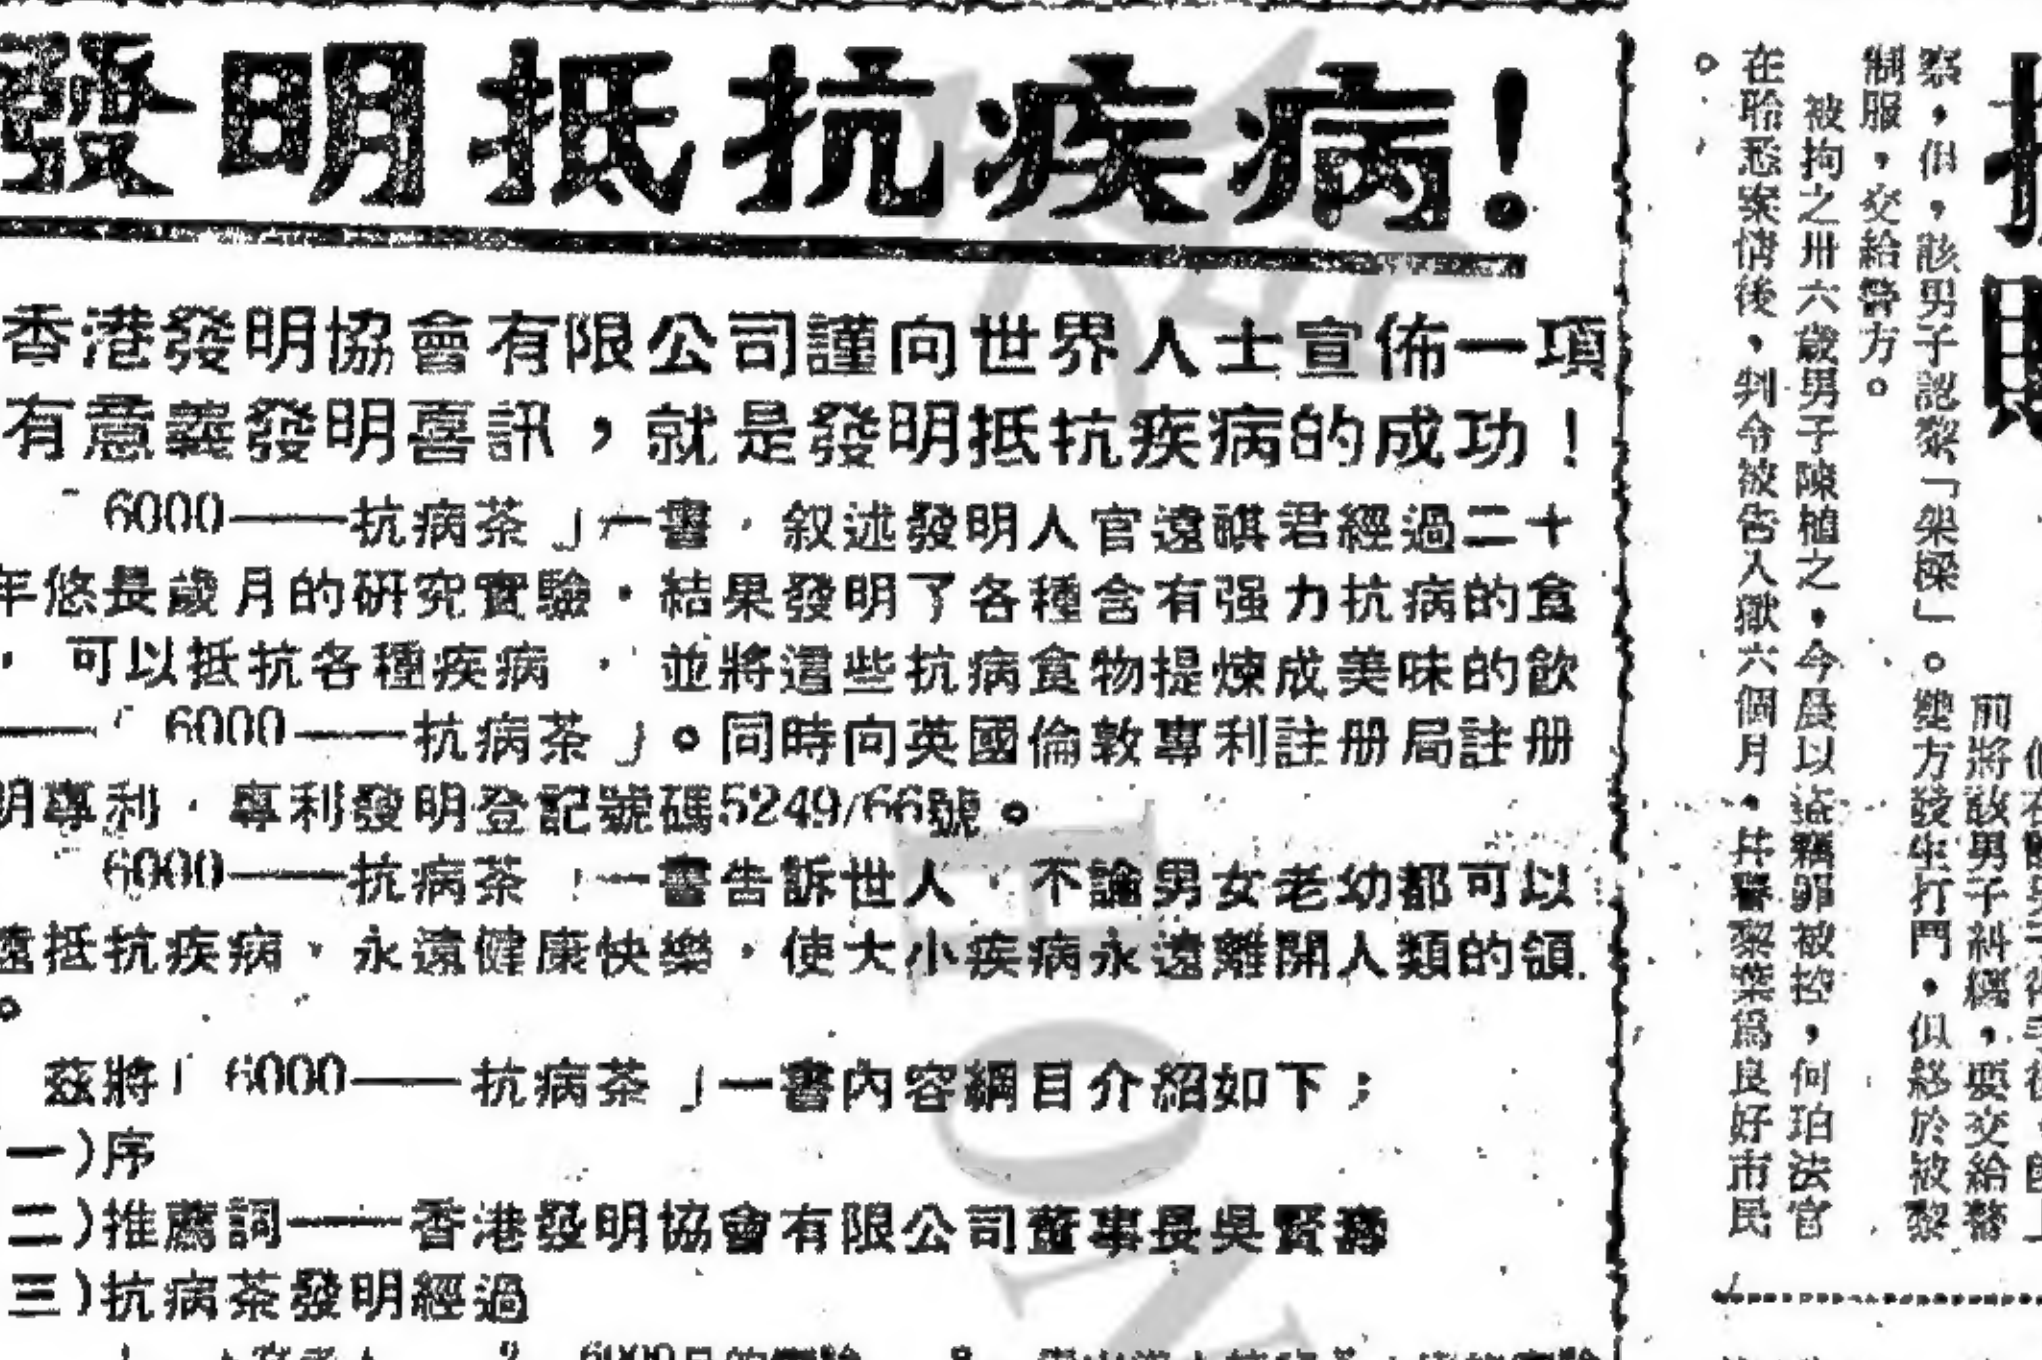 發明抵抗疾病!
香港發明協會有限公司謹向世界人士宣佈一項
有意義發明喜訊，就是發明抵抗疾病的成功！
「6000——抗病茶」一書，叙述發明人官遠祺君經過二十
年悠長歲月的研究實驗，結果發明了各種含有强力抗病的食
，可以抵抗各種疾病，並將這些抗病食物提煉成美味的飲
——「6000——抗病茶」。同時向英國倫敦專利註册局註册
明專利，專利發明登記號碼5249/66號。
6000——抗病茶」一書告訴世人，不論男女老幼都可以
遠抵抗疾病，永遠健康快樂，使大小疾病永遠離開人類的領
。
茲將「6000——抗病茶」一書內容綱目介紹如下；
一)序
二)推薦詞——香港發明協會有限公司董事長吳賢
三)抗病茶發明經過
前將該男子糾纏，要交給警
察，但，該男子認黎「架樑」。雙方發生打鬥，但終於被黎
制服，交給警方。
被拘之卅六歲男子陳植之，今晨以盜竊罪被控，何珀法官
在聆悉案情後，判令被告入獄六個月，并譽黎葉爲良好市民
。